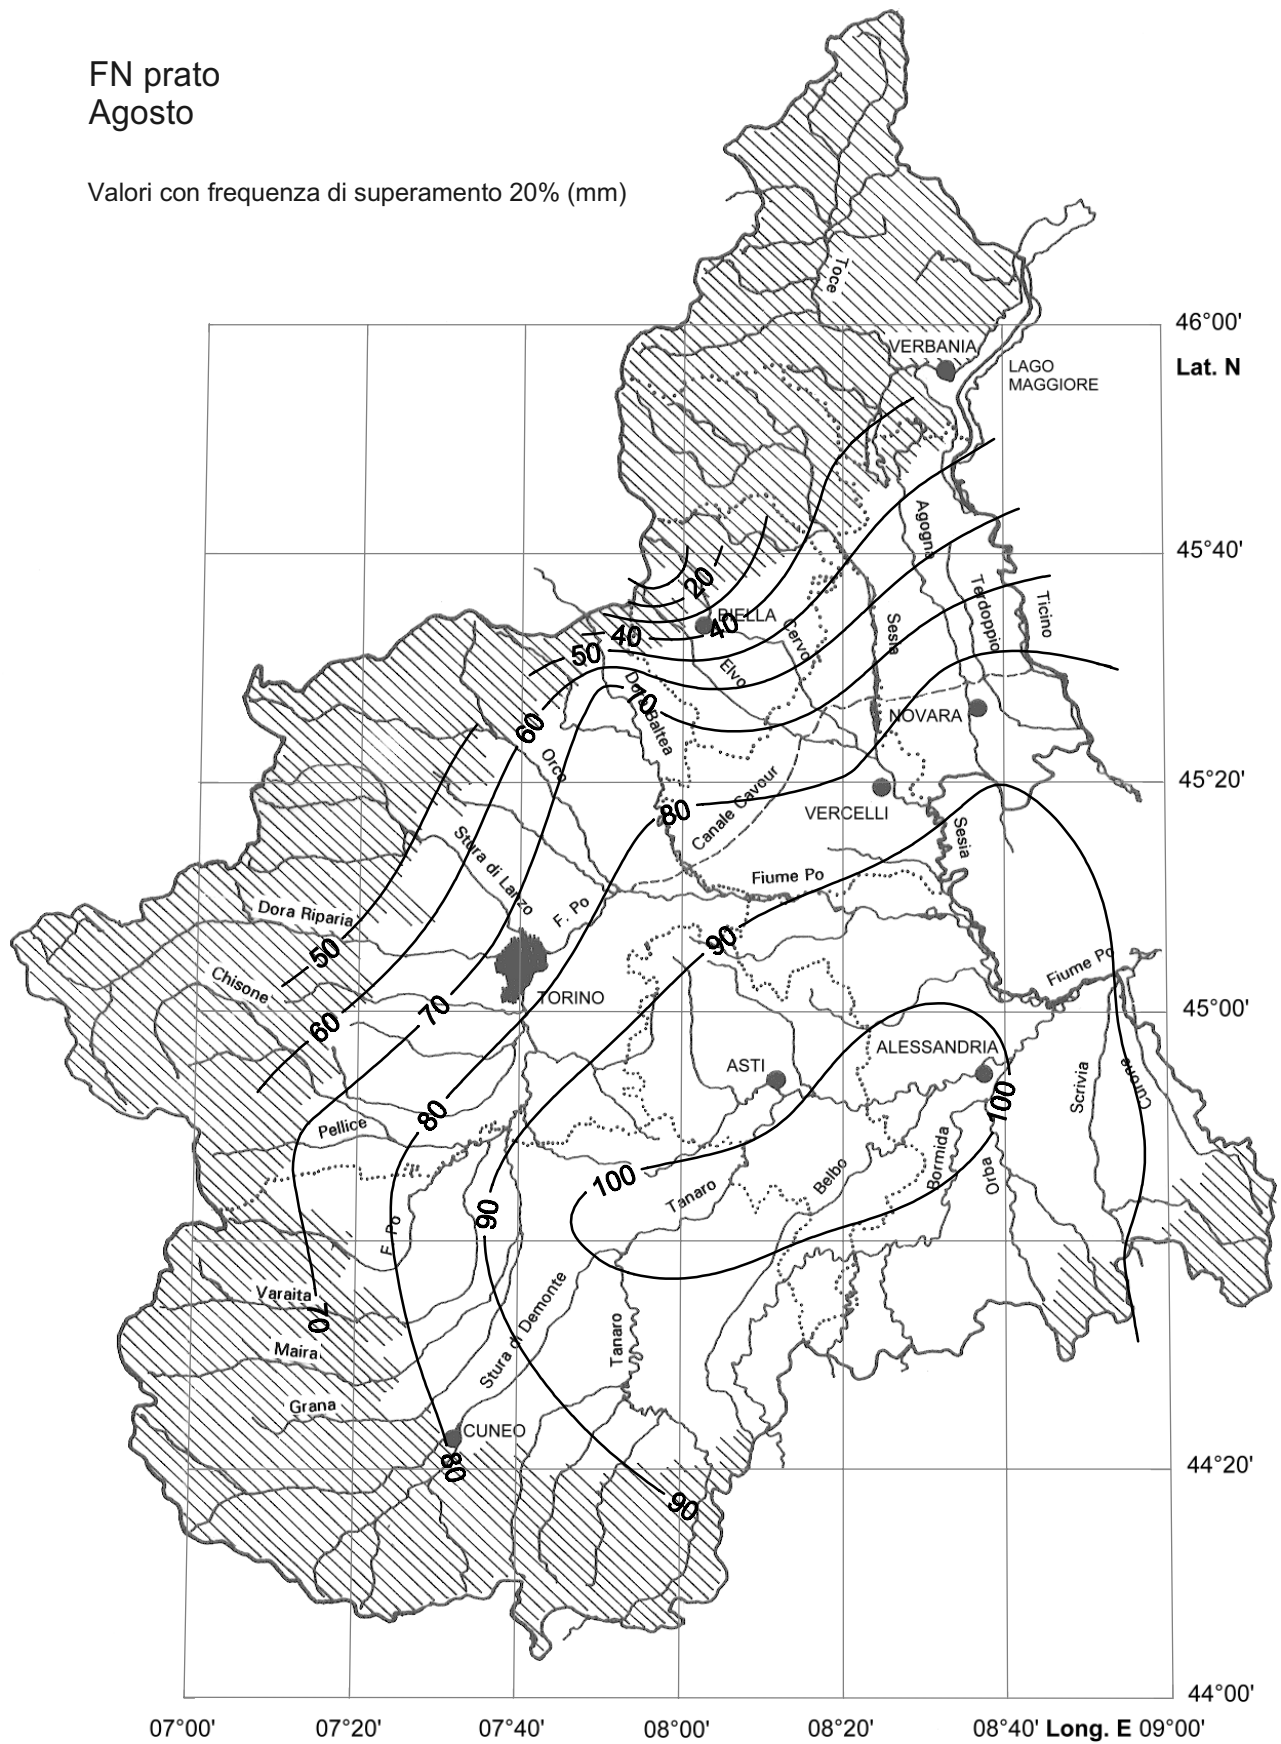 FN prato
Agosto
Valori con frequenza di superamento 20% (mm)
Toce
46°00'
VERBANIA
Lat. N
LAGO
MAGGIORE
Agogna
45°40'
20
Terdoppio
Ticino
BIELLA
40
40
Cervo
Sesia
50
Elvo
Dora Baltea
70
60
NOVARA
Orco
45°20'
80
Canale Cavour
VERCELLI
Stura di Lanzo
Sesia
Fiume Po
Dora Riparia
F. Po
50
90
Fiume Po
Chisone
TORINO
60
70
45°00'
ALESSANDRIA
ASTI
Scrivia
Curone
100
80
Pellice
Bormida
Orba
Belbo
100
Tanaro
90
F. Po
Varaita
70
Stura di Demonte
Tanaro
Maira
Grana
CUNEO
80
44°20'
90
44°00'
07°00'
07°20'
07°40'
08°00'
08°20'
08°40'
Long. E
09°00'